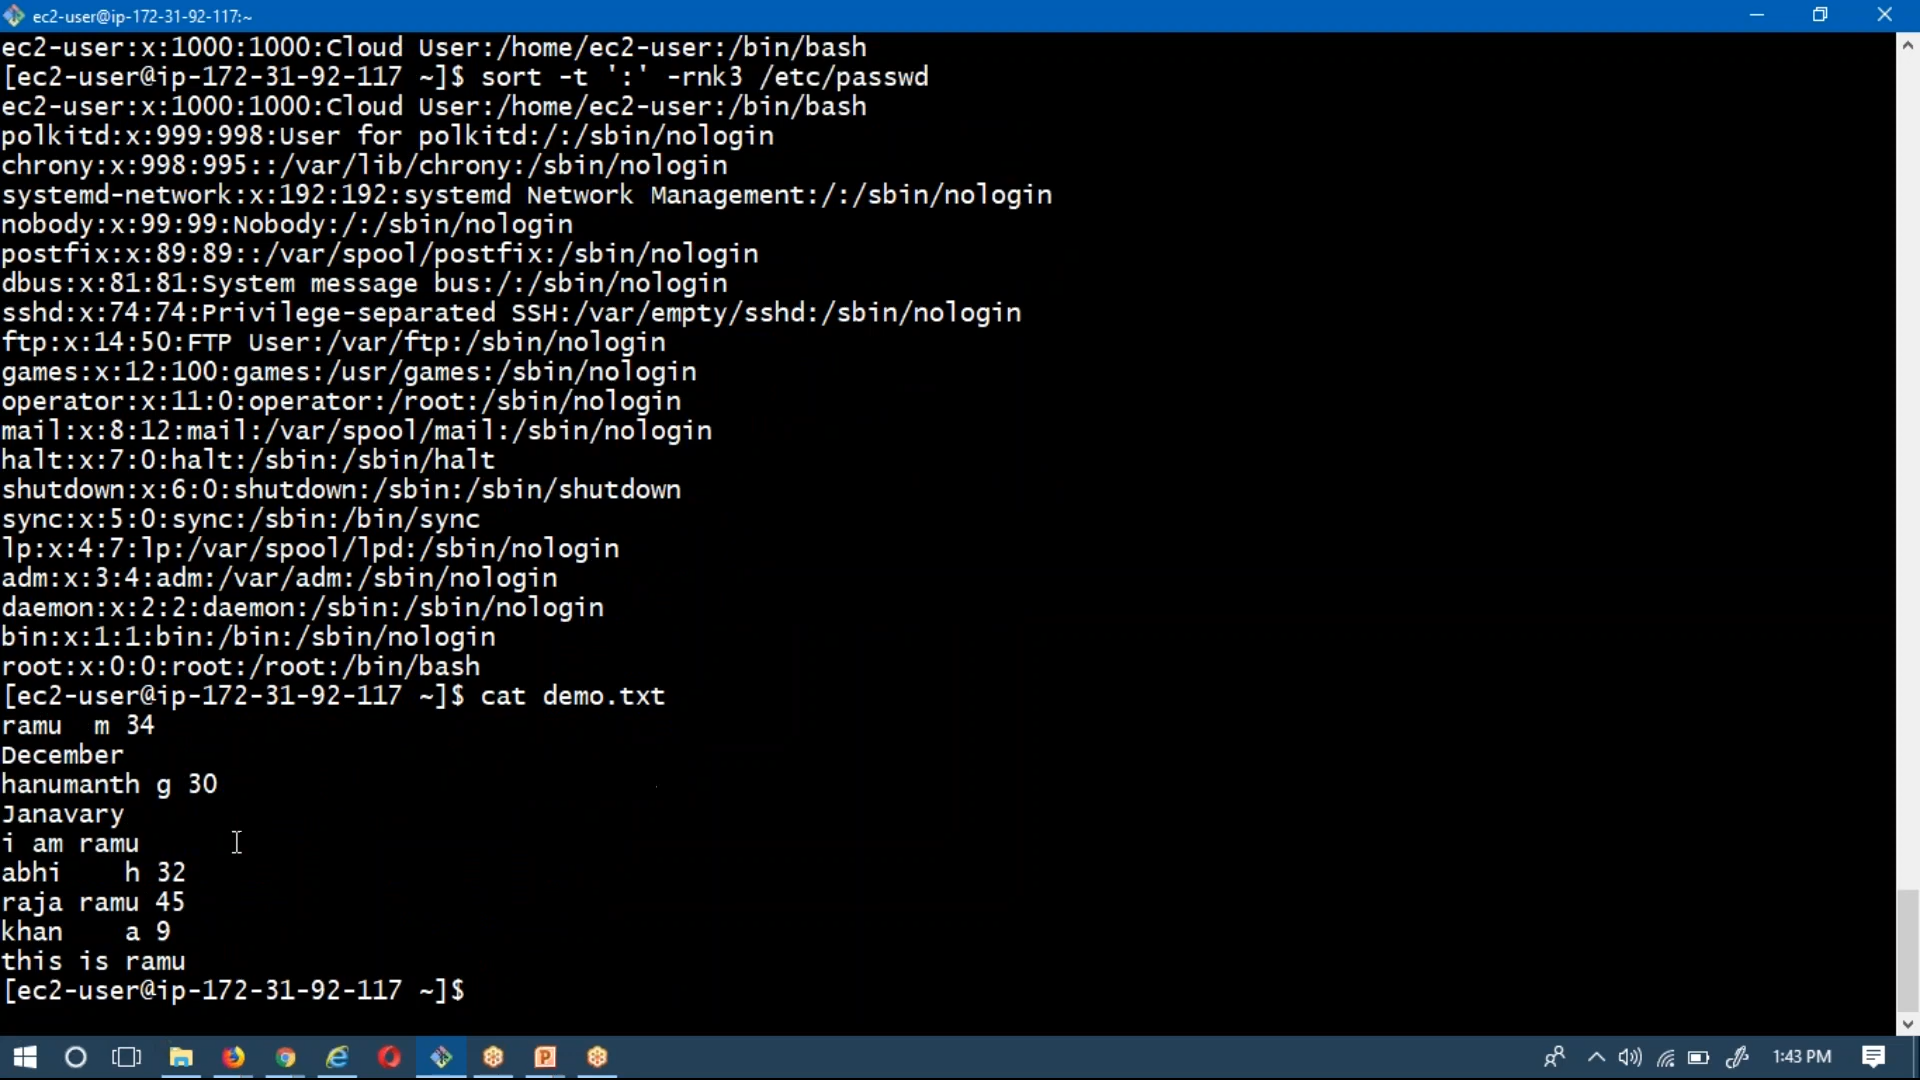 ec2-user@ip-172-31-92-117:~
ec2-user:x:1000:1000:Cloud User:/home/ec2-user:/bin/bash
[ec2-user@ip-172-31-92-117 ~]$ sort -t ':' -rnk3 /etc/passwd
ec2-user:x:1000:1000:Cloud User:/home/ec2-user:/bin/bash
polkitd:x:999:998:User for polkitd:/:/sbin/nologin
chrony:x:998:995::/var/lib/chrony:/sbin/nologin
systemd-network:x:192:192:systemd Network Management:/:/sbin/nologin
nobody:x:99:99:Nobody:/:/sbin/nologin
postfix:x:89:89::/var/spool/postfix:/sbin/nologin
dbus:x:81:81:System message bus:/:/sbin/nologin
sshd:x:74:74:Privilege-separated SSH:/var/empty/sshd:/sbin/nologin
ftp:x:14:50:FTP User:/var/ftp:/sbin/nologin
games:x:12:100:games:/usr/games:/sbin/nologin
operator:x:11:0:operator:/root:/sbin/nologin
mail:x:8:12:mail:/var/spool/mail:/sbin/nologin
halt:x:7:0:halt:/sbin:/sbin/halt
shutdown:x:6:0:shutdown:/sbin:/sbin/shutdown
sync:x:5:0:sync:/sbin:/bin/sync
lp:x:4:7:lp:/var/spool/lpd:/sbin/nologin
adm:x:3:4:adm:/var/adm:/sbin/nologin
daemon:x:2:2:daemon:/sbin:/sbin/nologin
bin:x:1:1:bin:/bin:/sbin/nologin
root:x:0:0:root:/root:/bin/bash
[ec2-user@ip-172-31-92-117 ~]$ cat demo.txt
ramu  m 34
December
hanumanth g 30
Janavary
i am ramu
abhi    h 32
raja ramu 45
khan    a 9
this is ramu
[ec2-user@ip-172-31-92-117 ~]$
1:43 PM